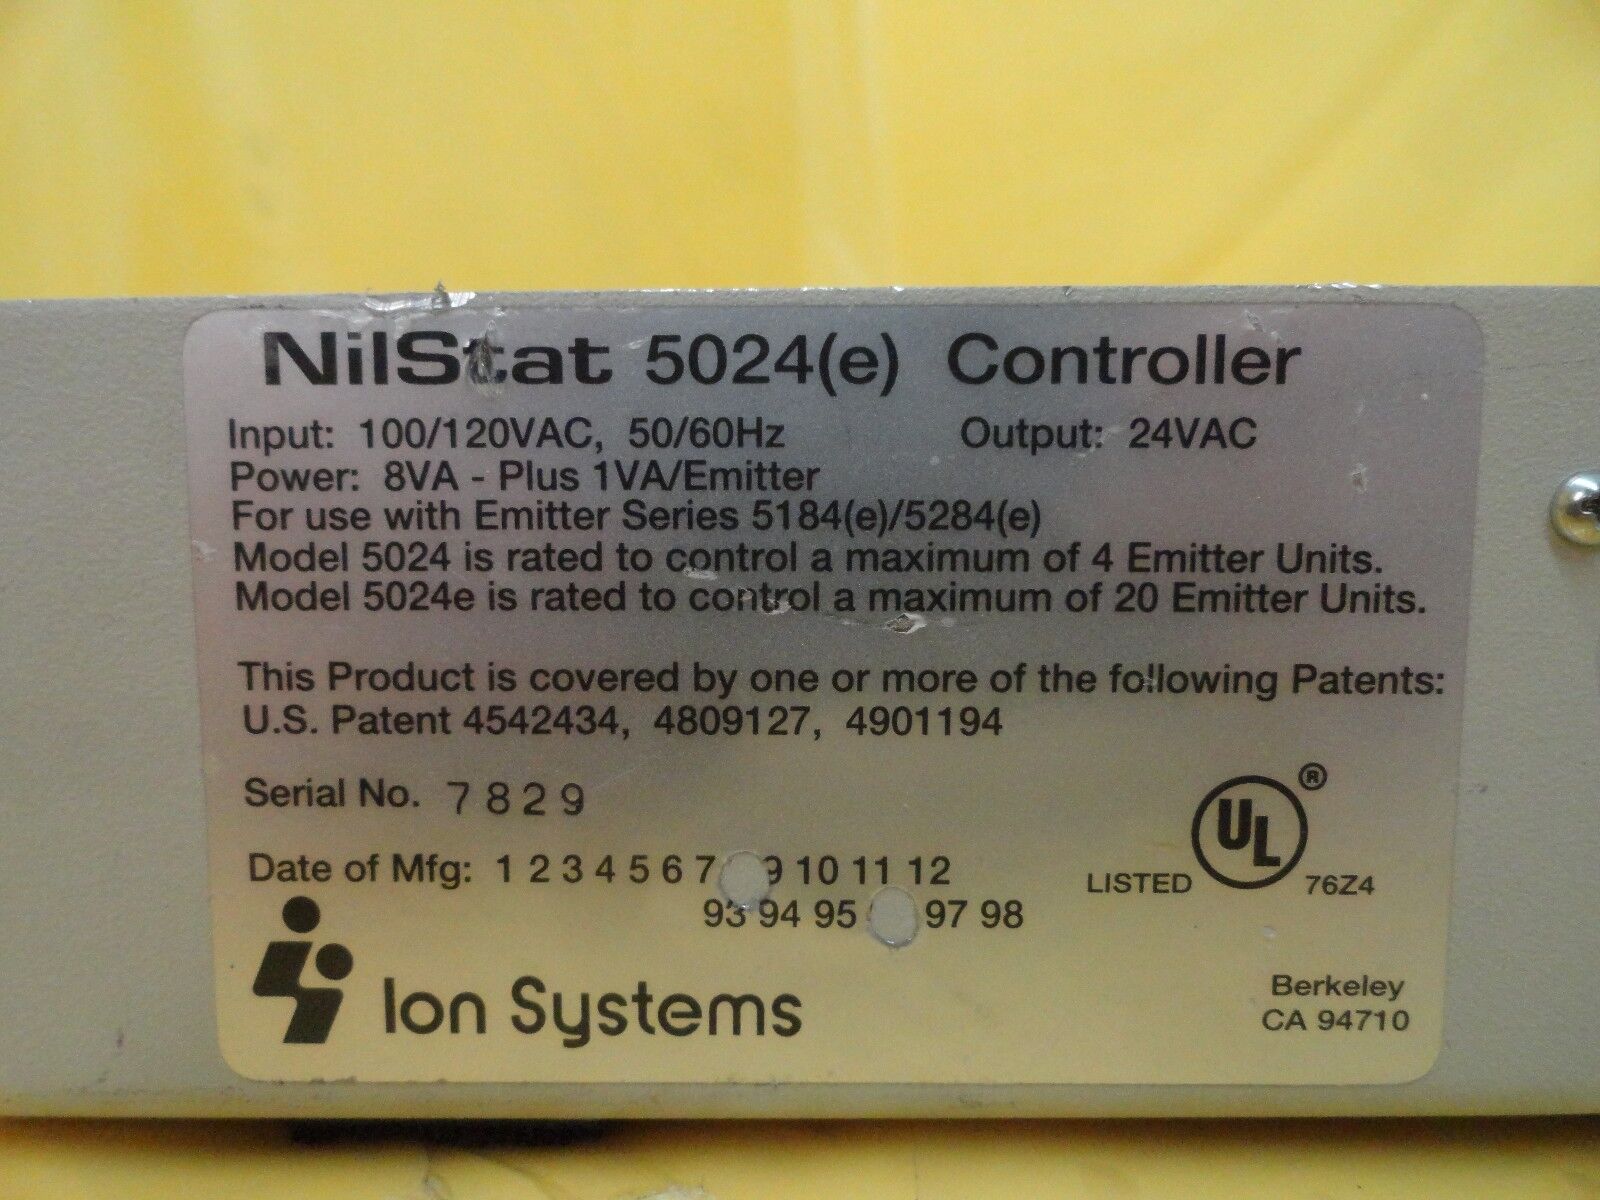 NilStat 5024(e) Controller
Input: 100/120VAC, 50/60Hz Output: 24VAC
Power: 8VA - Plus 1VA/Emitter
For use with Emitter Series 5184(e)/5284(e)
Model 5024 is rated to control a maximum of 4 Emitter Units.
Model 5024e is rated to control a maximum of 20 Emitter Units.
This Product is covered by one or more of the following Patents:
U.S. Patent 4542434, 4809127, 4901194
Serial No. 7829
Date of Mfg: 1 2 3 4 5 6 7 9 10 11 12
93 94 95 97 98
UL®
LISTED 76Z4
Ion Systems
Berkeley
CA 94710